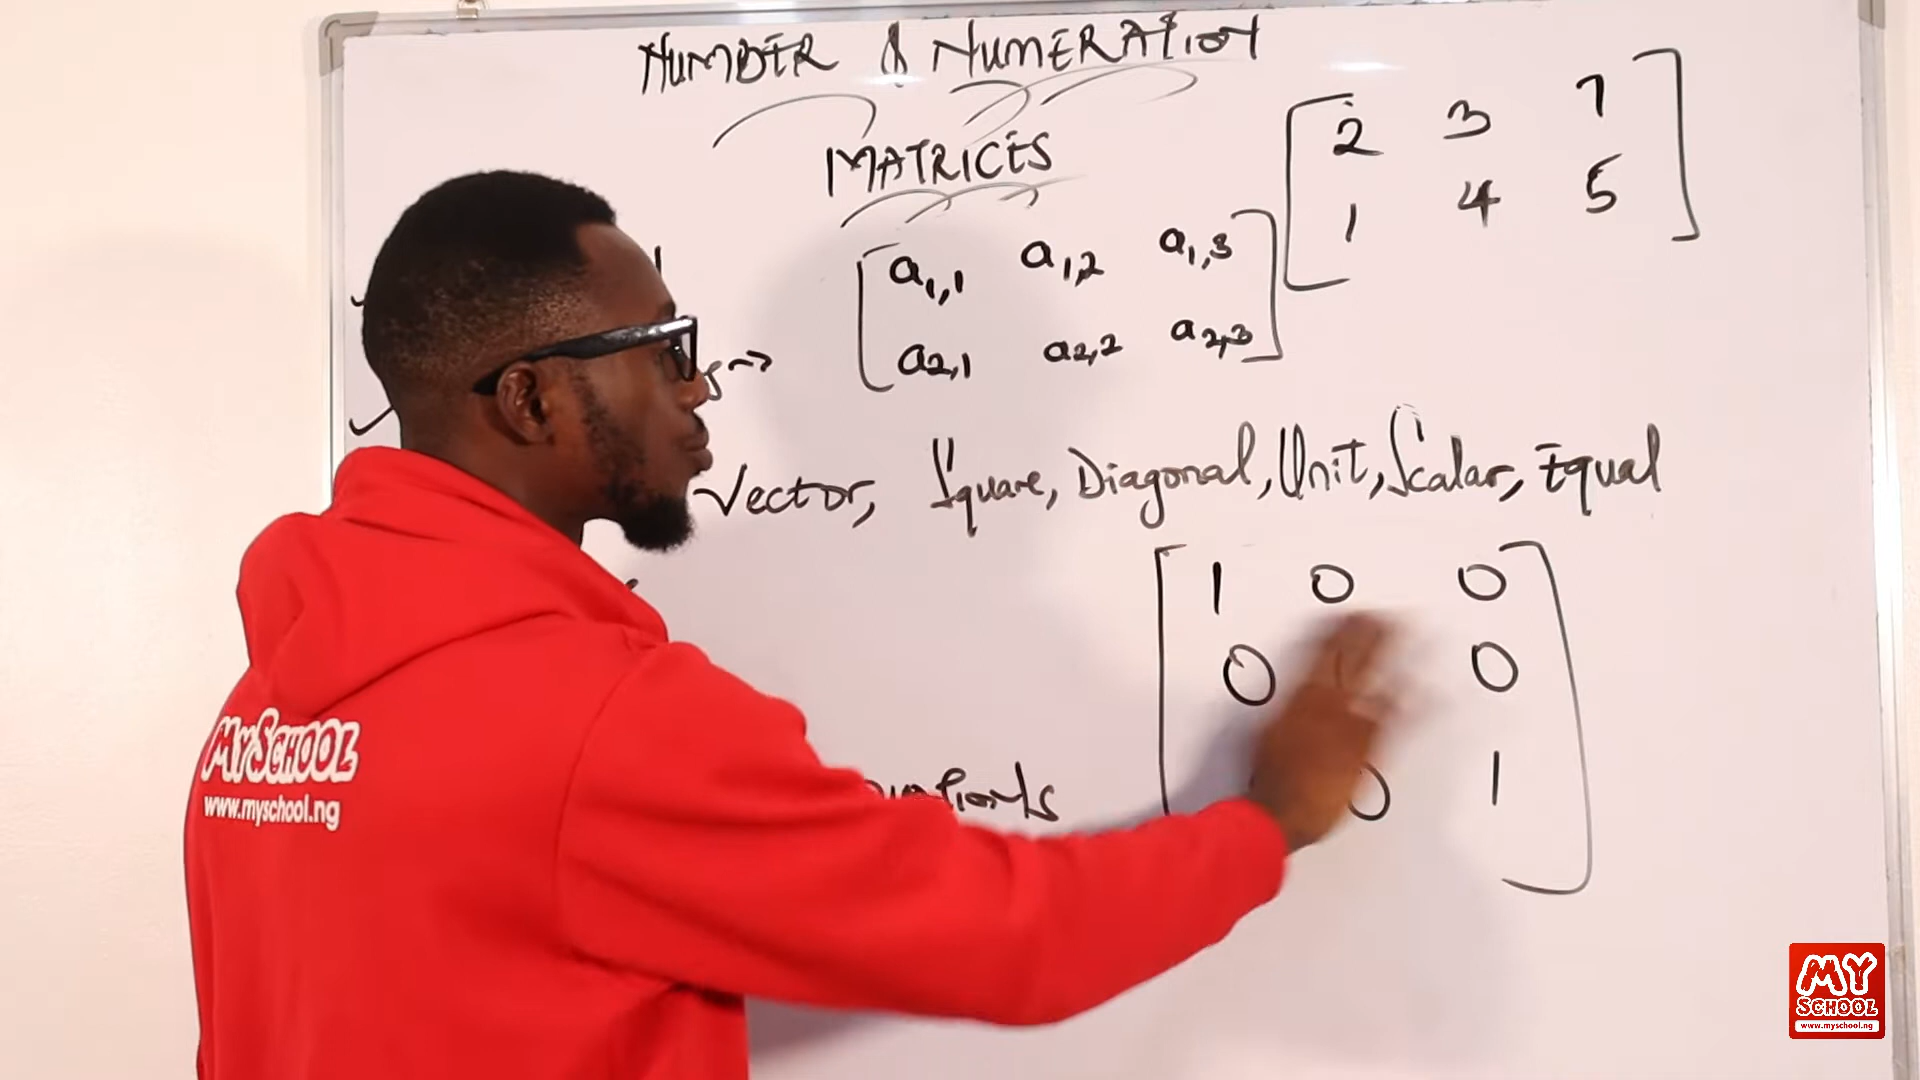 NUMBER & NUMERATION
MATRICES
2 3 7
1 4 5
a1,1 a1,2 a1,3
a2,1 a2,2 a2,3
Vector, Square, Diagonal, Unit, Scalar, Equal
1 0 0
0 0
0 1
MYSCHOOL
www.myschool.ng
MY
SCHOOL
www.myschool.ng